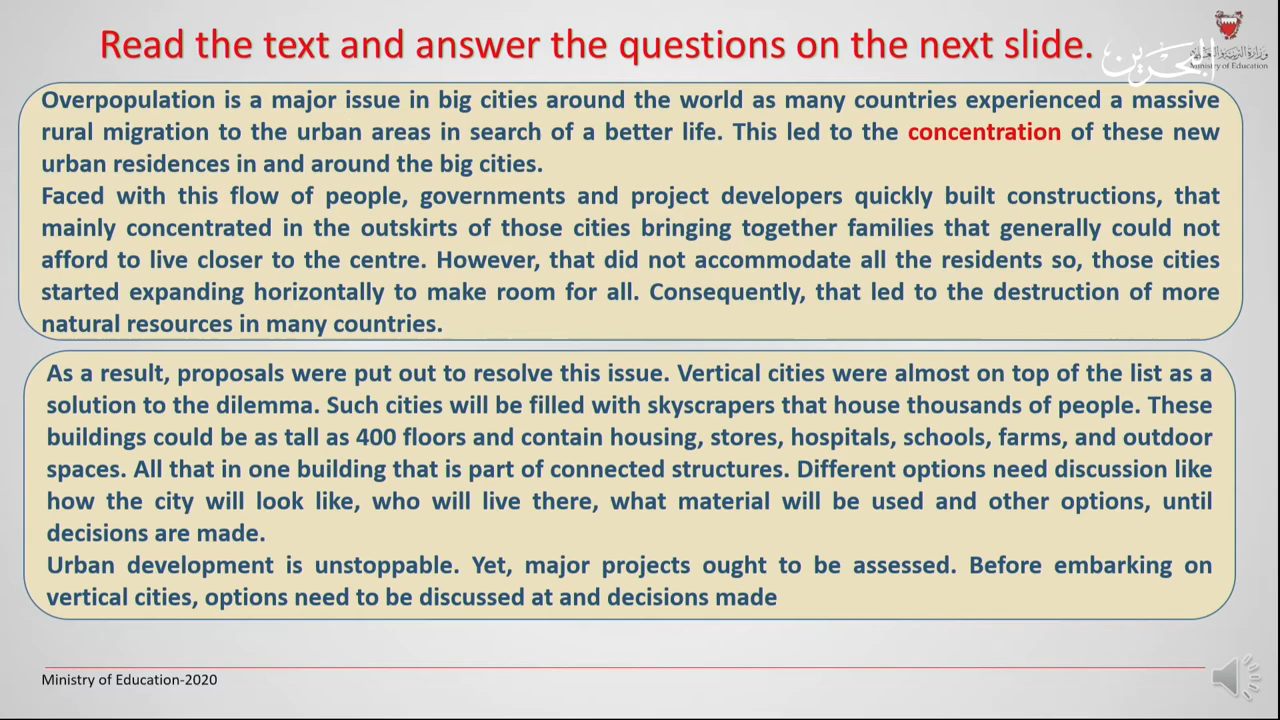 Read the text and answer the questions on the next slide.
البحرين
وزارة التربية والتعليم
Ministry of Education
Overpopulation is a major issue in big cities around the world as many countries experienced a massive
rural migration to the urban areas in search of a better life. This led to the concentration of these new
urban residences in and around the big cities.
Faced with this flow of people, governments and project developers quickly built constructions, that
mainly concentrated in the outskirts of those cities bringing together families that generally could not
afford to live closer to the centre. However, that did not accommodate all the residents so, those cities
started expanding horizontally to make room for all. Consequently, that led to the destruction of more
natural resources in many countries.
As a result, proposals were put out to resolve this issue. Vertical cities were almost on top of the list as a
solution to the dilemma. Such cities will be filled with skyscrapers that house thousands of people. These
buildings could be as tall as 400 floors and contain housing, stores, hospitals, schools, farms, and outdoor
spaces. All that in one building that is part of connected structures. Different options need discussion like
how the city will look like, who will live there, what material will be used and other options, until
decisions are made.
Urban development is unstoppable. Yet, major projects ought to be assessed. Before embarking on
vertical cities, options need to be discussed at and decisions made
Ministry of Education-2020